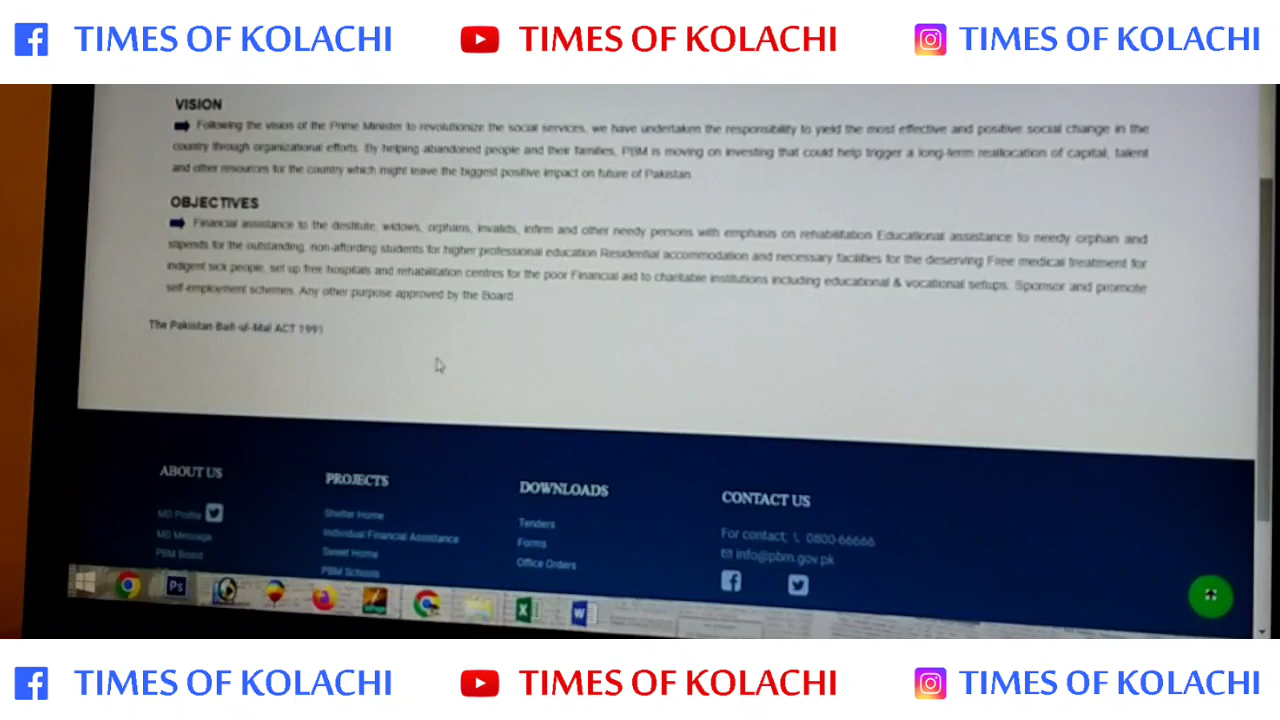 TIMES OF KOLACHI TIMES OF KOLACHI TIMES OF KOLACHI
VISION
Following the vision of the Prime Minister to revolutionize the social services, we have undertaken the responsibility to yield the most effective and positive social change in the
country through organizational efforts. By helping abandoned people and their families, PBM is moving on investing that could help trigger a long-term reallocation of capital, talent
and other resources for the country which might leave the biggest positive impact on future of Pakistan.
OBJECTIVES
Financial assistance to the destitute, widows, orphans, invalids, infirm and other needy persons with emphasis on rehabilitation Educational assistance to needy orphan and
stipends for the outstanding, non-affording students for higher professional education Residential accommodation and necessary facilities for the deserving Free medical treatment for
indigent sick people, set up free hospitals and rehabilitation centres for the poor Financial aid to charitable institutions including educational & vocational setups. Sponsor and promote
self-employment schemes. Any other purpose approved by the Board.
The Pakistan Bait-ul-Mal ACT 1991
ABOUT US PROJECTS DOWNLOADS CONTACT US
MD Profile Shelter Home Tenders For contact; 0800-66666
MD Message Individual Financial Assistance Forms info@pbm.gov.pk
PBM Board Sweet Home Office Orders
PBM Schools
Ps
TIMES OF KOLACHI TIMES OF KOLACHI TIMES OF KOLACHI